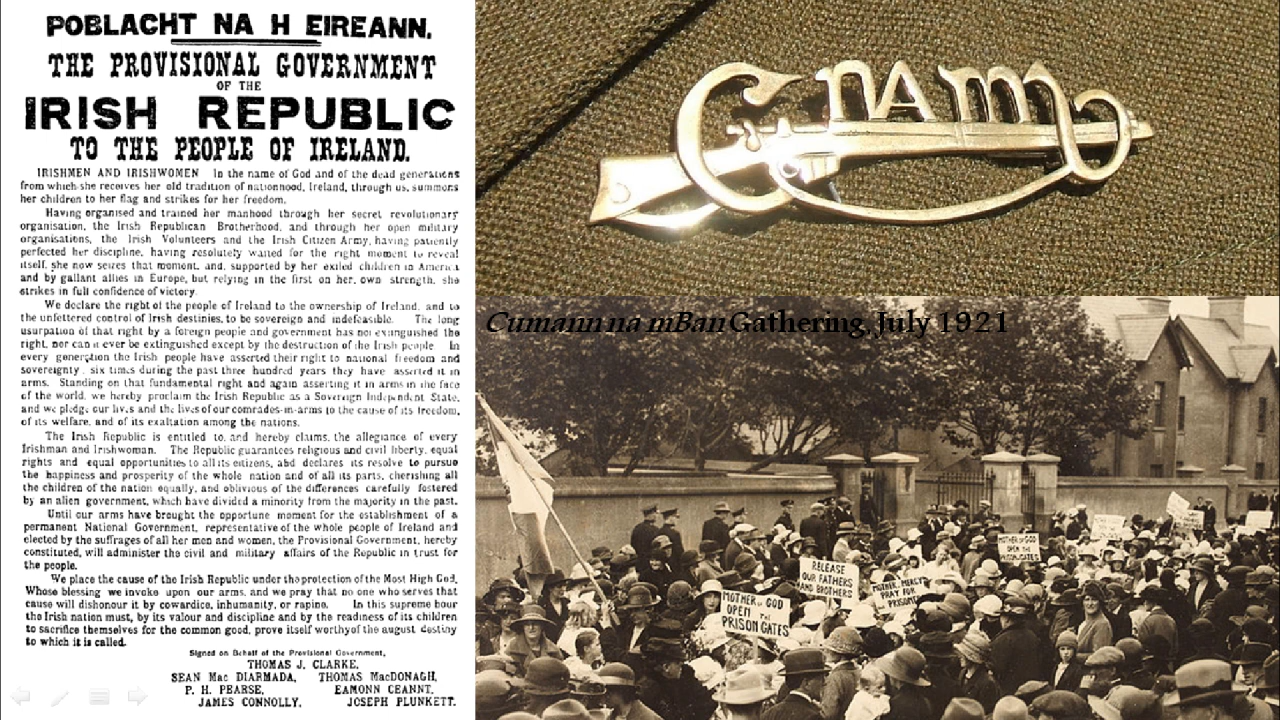 POBLACHT NA H EIREANN.
THE PROVISIONAL GOVERNMENT
OF THE
IRISH REPUBLIC
TO THE PEOPLE OF IRELAND.
IRISHMEN AND IRISHWOMEN In the name of God and of the dead generations
from which she receives her old tradition of nationhood, Ireland, through us, summons
her children to her flag and strikes for her freedom.
Having organised and trained her manhood through her secret revolutionary
organisation, the Irish Republican Brotherhood, and through her open military
organisations, the Irish Volunteers and the Irish Citizen Army, having patiently
perfected her discipline, having resolutely waited for the right moment to reveal
itself, she now seizes that moment, and, supported by her exiled children in America
and by gallant allies in Europe, but relying in the first on her own strength, she
strikes in full confidence of victory.
We declare the right of the people of Ireland to the ownership of Ireland, and to
the unfettered control of Irish destinies, to be sovereign and indefeasible. The long
usurpation of that right by a foreign people and government has not extinguished the
right, nor can it ever be extinguished except by the destruction of the Irish people. In
every generation the Irish people have asserted their right to national freedom and
sovereignty, six times during the past three hundred years they have asserted it in
arms. Standing on that fundamental right and again asserting it in arms in the face
of the world, we hereby proclaim the Irish Republic as a Sovereign Independent State,
and we pledge our lives and the lives of our comrades-in-arms to the cause of its freedom,
of its welfare, and of its exaltation among the nations.
The Irish Republic is entitled to, and hereby claims, the allegiance of every
Irishman and Irishwoman. The Republic guarantees religious and civil liberty, equal
rights and equal opportunities to all its citizens, and declares its resolve to pursue
the happiness and prosperity of the whole nation and of all its parts, cherishing all
the children of the nation equally, and oblivious of the differences carefully fostered
by an alien government, which have divided a minority from the majority in the past.
Until our arms have brought the opportune moment for the establishment of a
permanent National Government, representative of the whole people of Ireland and
elected by the suffrages of all her men and women, the Provisional Government, hereby
constituted, will administer the civil and military affairs of the Republic in trust for
the people.
We place the cause of the Irish Republic under the protection of the Most High God,
Whose blessing we invoke upon our arms, and we pray that no one who serves that
cause will dishonour it by cowardice, inhumanity, or rapine. In this supreme hour
the Irish nation must, by its valour and discipline and by the readiness of its children
to sacrifice themselves for the common good, prove itself worthy of the august destiny
to which it is called.
Signed on Behalf of the Provisional Government,
THOMAS J. CLARKE,
SEAN Mac DIARMADA, THOMAS MacDONAGH,
P. H. PEARSE, EAMONN CEANNT,
JAMES CONNOLLY, JOSEPH PLUNKETT.
C na mB
Cumann na mBan Gathering, July 1921
MOTHER OF GOD
OPEN THE
PRISON GATES
RELEASE
OUR FATHERS
AND BROTHERS
MOTHER OF GOD
OPEN THE
PRISON GATES
MOTHER MERCY
PRAY FOR